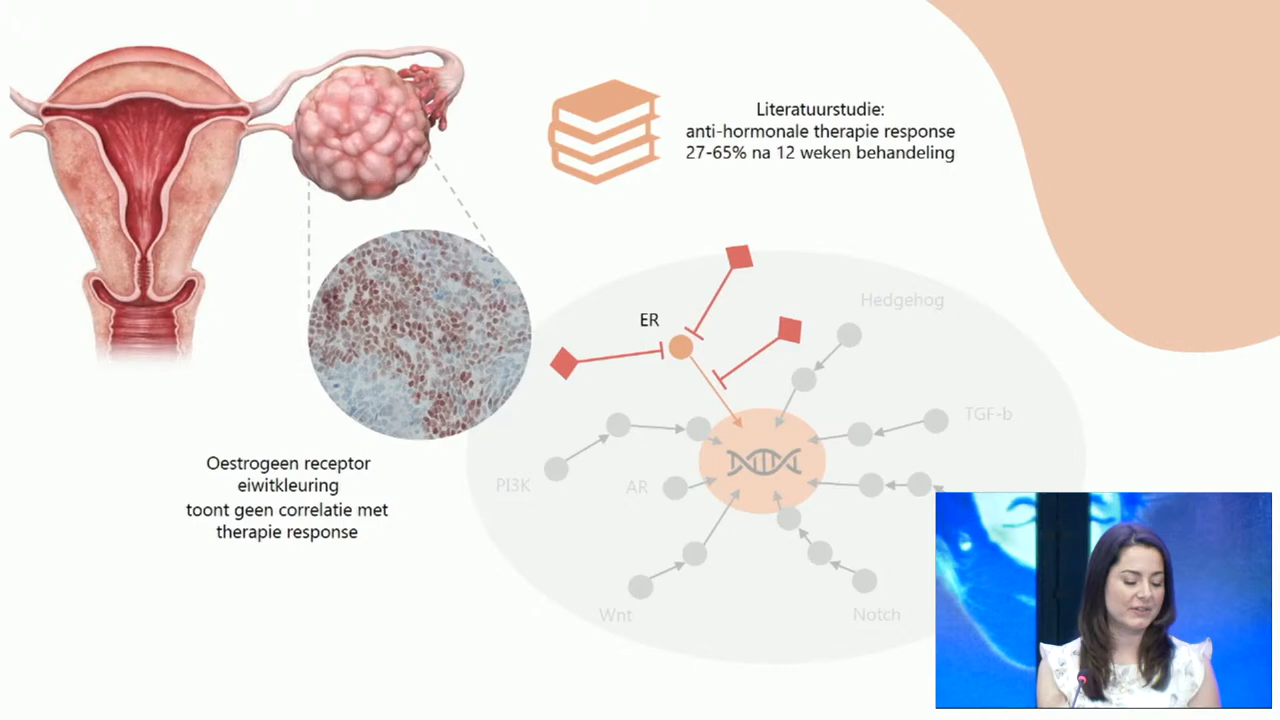 Literatuurstudie:
anti-hormonale therapie response
27-65% na 12 weken behandeling
Hedgehog
ER
TGF-b
PI3K
AR
Wnt
Notch
Oestrogeen receptor
eiwitkleuring
toont geen correlatie met
therapie response